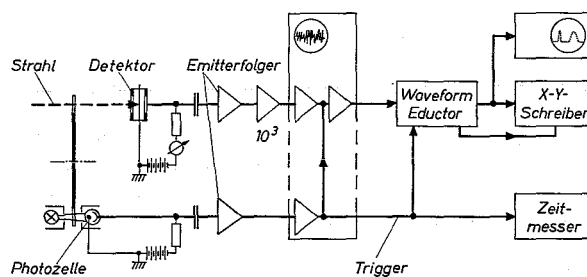 Strahl
Detektor
Emitterfolger
10³
Waveform
Eductor
X-Y-
Schreiber
Photozelle
Trigger
Zeit-
messer